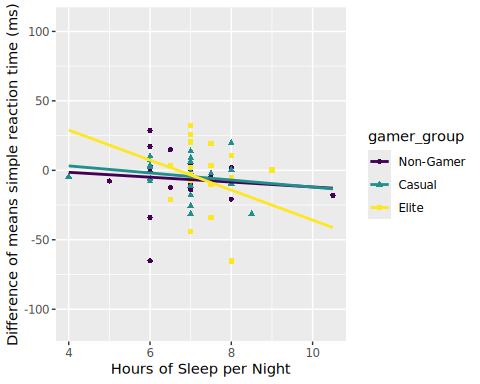 Difference of means simple reaction time (ms)
100
50
0
-50
-100
4
6
8
10
Hours of Sleep per Night
gamer_group
Non-Gamer
Casual
Elite